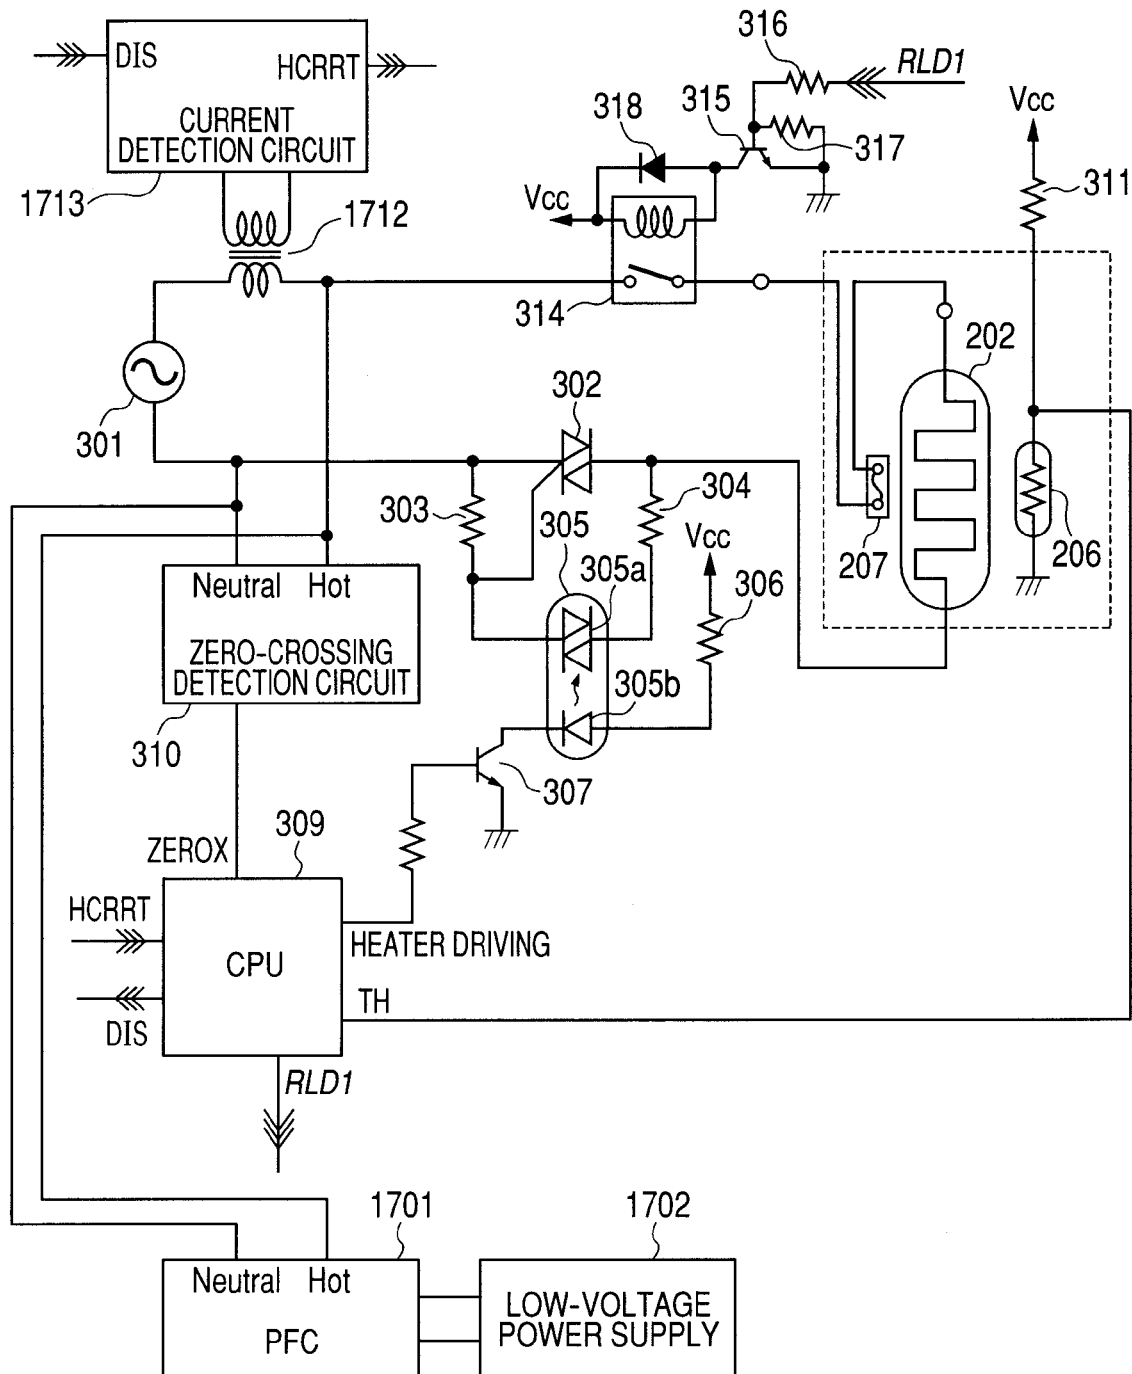 316
DIS
HCRRT
RLD1
Vcc
CURRENT
DETECTION CIRCUIT
318
315
317
311
1713
1712
Vcc
314
202
301
302
303
304
305
Vcc
207
206
Neutral Hot
305a
306
ZERO-CROSSING
DETECTION CIRCUIT
305b
310
307
309
ZEROX
HCRRT
HEATER DRIVING
CPU
TH
DIS
RLD1
1701
1702
Neutral Hot
LOW-VOLTAGE
POWER SUPPLY
PFC